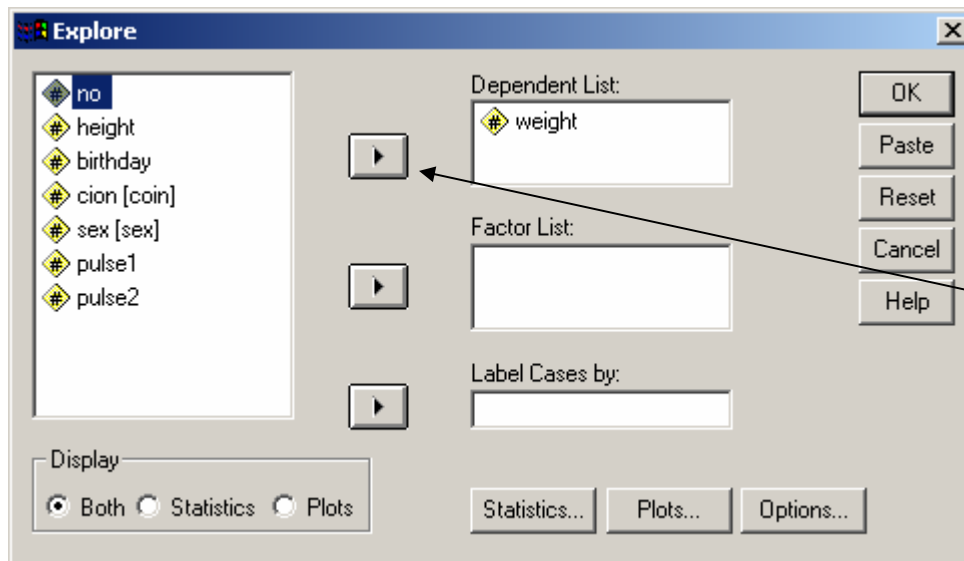 Explore
no
height
birthday
cion [coin]
sex [sex]
pulse1
pulse2
Dependent List:
weight
Factor List:
Label Cases by:
OK
Paste
Reset
Cancel
Help
Display
Both Statistics Plots
Statistics... Plots... Options...